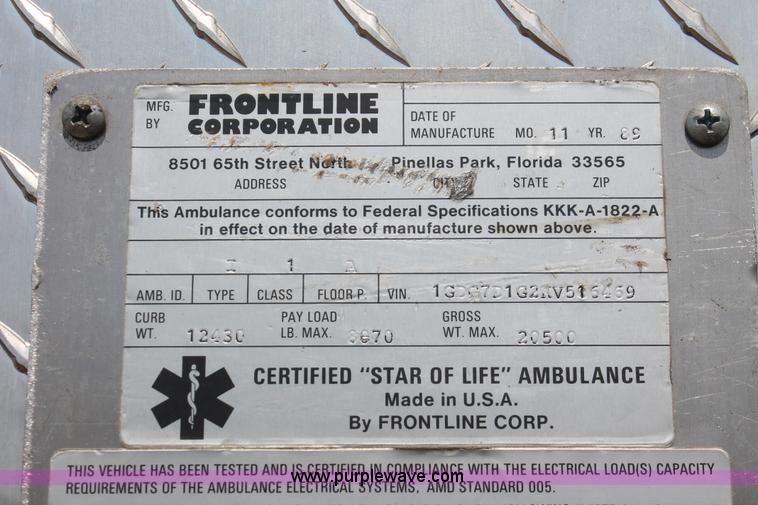 MFG. BY FRONTLINE CORPORATION
DATE OF MANUFACTURE MO. 11 YR. 89
8501 65th Street North Pinellas Park, Florida 33565
ADDRESS CITY STATE ZIP
This Ambulance conforms to Federal Specifications KKK-A-1822-A
in effect on the date of manufacture shown above.
I 1 A
AMB. ID. TYPE CLASS FLOOR P. VIN.
CURB WT. 12430 PAY LOAD LB. MAX. GROSS WT. MAX. 20500
CERTIFIED "STAR OF LIFE" AMBULANCE
Made in U.S.A.
By FRONTLINE CORP.
THIS VEHICLE HAS BEEN TESTED AND IS CERTIFIED IN COMPLIANCE WITH THE ELECTRICAL LOAD(S) CAPACITY
REQUIREMENTS OF THE AMBULANCE ELECTRICAL SYSTEMS, AMD STANDARD 005.
www.purplewave.com